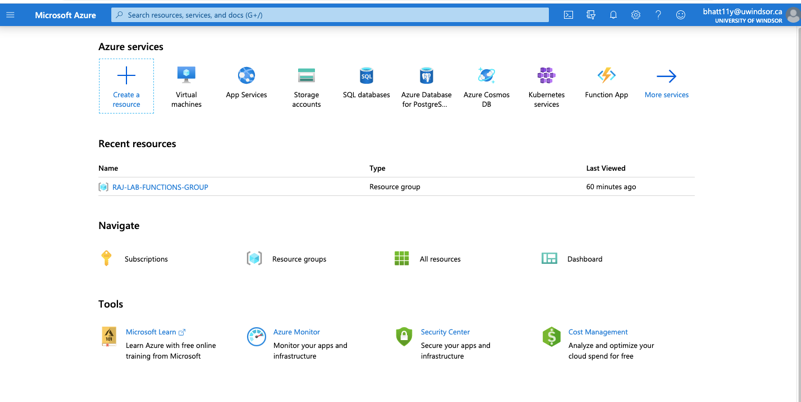 Microsoft Azure
Search resources, services, and docs (G+/)
bhatt11y@uwindsor.ca
UNIVERSITY OF WINDSOR
Azure services
Create a resource
Virtual machines
App Services
Storage accounts
SQL databases
Azure Database for PostgreS...
Azure Cosmos DB
Kubernetes services
Function App
More services
Recent resources
Name Type Last Viewed
RAJ-LAB-FUNCTIONS-GROUP Resource group 60 minutes ago
Navigate
Subscriptions Resource groups All resources Dashboard
Tools
Microsoft Learn
Learn Azure with free online
training from Microsoft
Azure Monitor
Monitor your apps and
infrastructure
Security Center
Secure your apps and
infrastructure
Cost Management
Analyze and optimize your
cloud spend for free